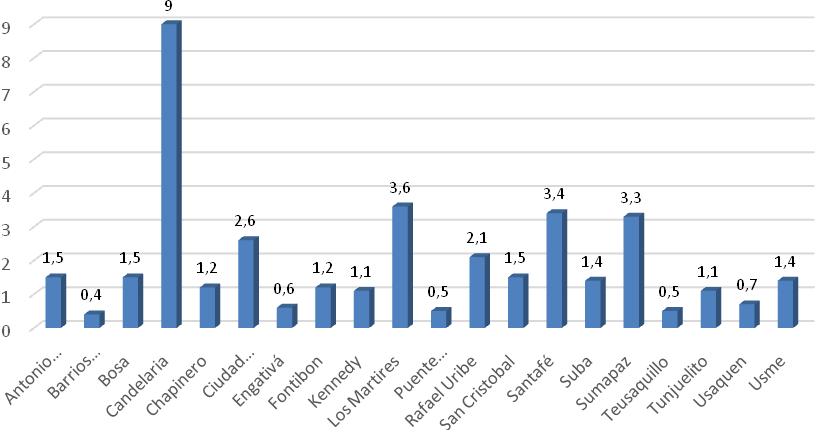 9
8
7
6
5
4
3
2
1
0
1,5
0,4
1,5
9
1,2
2,6
0,6
1,2
1,1
3,6
0,5
2,1
1,5
3,4
1,4
3,3
0,5
1,1
0,7
1,4
Antonio...
Barrios...
Bosa
Candelaria
Chapinero
Ciudad...
Engativá
Fontibon
Kennedy
Los Martires
Puente...
Rafael Uribe
San Cristobal
Santafé
Suba
Sumapaz
Teusaquillo
Tunjuelito
Usaquen
Usme